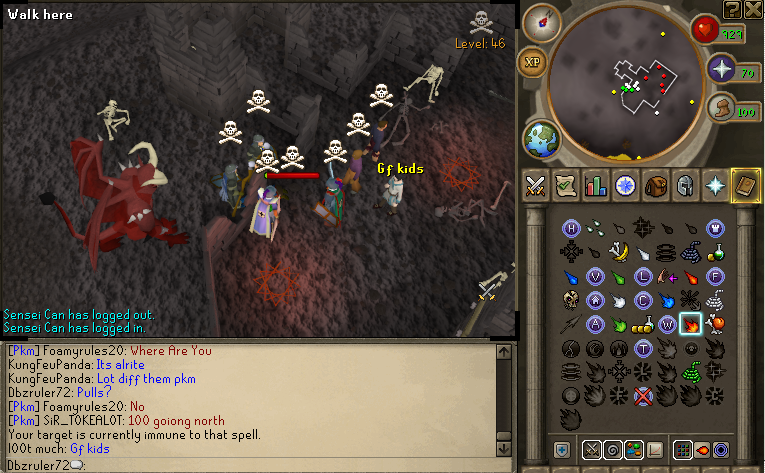 Walk here
Level: 46
Gf kids
Sensei Can has logged out.
Sensei Can has logged in.
[Pkm] Foamyrules20: Where Are You
KungFeuPanda: Its alrite
KungFeuPanda: Lot diff them pkm
Dbzruler72: Pulls?
[Pkm] Foamyrules20: No
[Pkm] SiR_TOKEALOT: 100 goiong north
Your target is currently immune to that spell.
l00t much: Gf kids
Dbzruler72:
XP
929
70
100
?
H
V
L
F
C
A
W
T